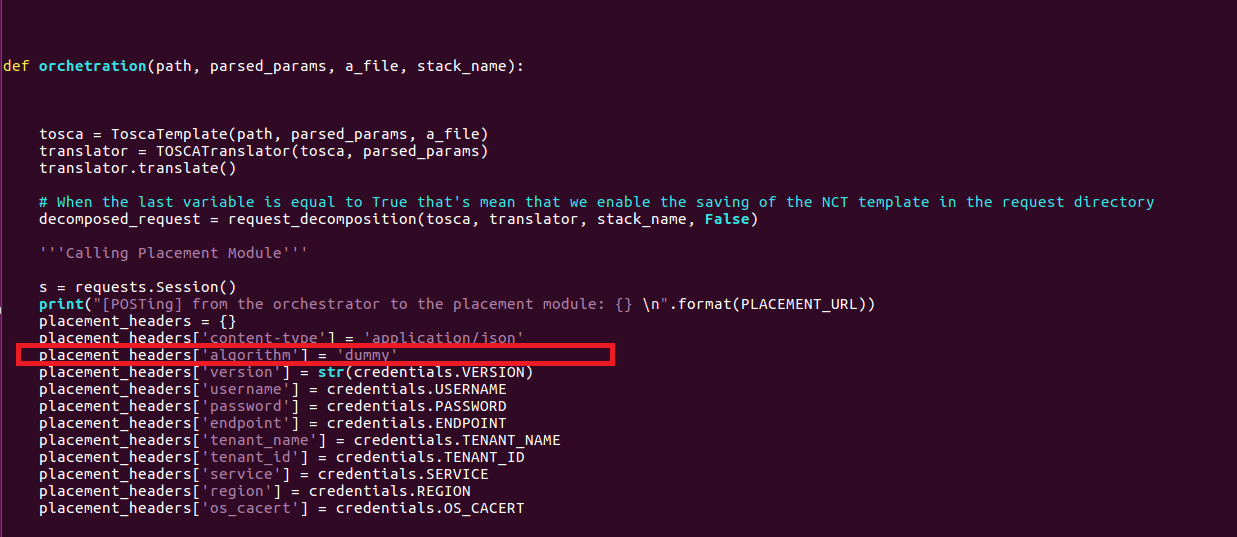 def orchetration(path, parsed_params, a_file, stack_name):
tosca = ToscaTemplate(path, parsed_params, a_file)
translator = TOSCATranslator(tosca, parsed_params)
translator.translate()
# When the last variable is equal to True that's mean that we enable the saving of the NCT template in the request directory
decomposed_request = request_decomposition(tosca, translator, stack_name, False)
'''Calling Placement Module'''
s = requests.Session()
print("[POSTing] from the orchestrator to the placement module: {} \n".format(PLACEMENT_URL))
placement_headers = {}
placement_headers['content-type'] = 'application/json'
placement_headers['algorithm'] = 'dummy'
placement_headers['version'] = str(credentials.VERSION)
placement_headers['username'] = credentials.USERNAME
placement_headers['password'] = credentials.PASSWORD
placement_headers['endpoint'] = credentials.ENDPOINT
placement_headers['tenant_name'] = credentials.TENANT_NAME
placement_headers['tenant_id'] = credentials.TENANT_ID
placement_headers['service'] = credentials.SERVICE
placement_headers['region'] = credentials.REGION
placement_headers['os_cacert'] = credentials.OS_CACERT